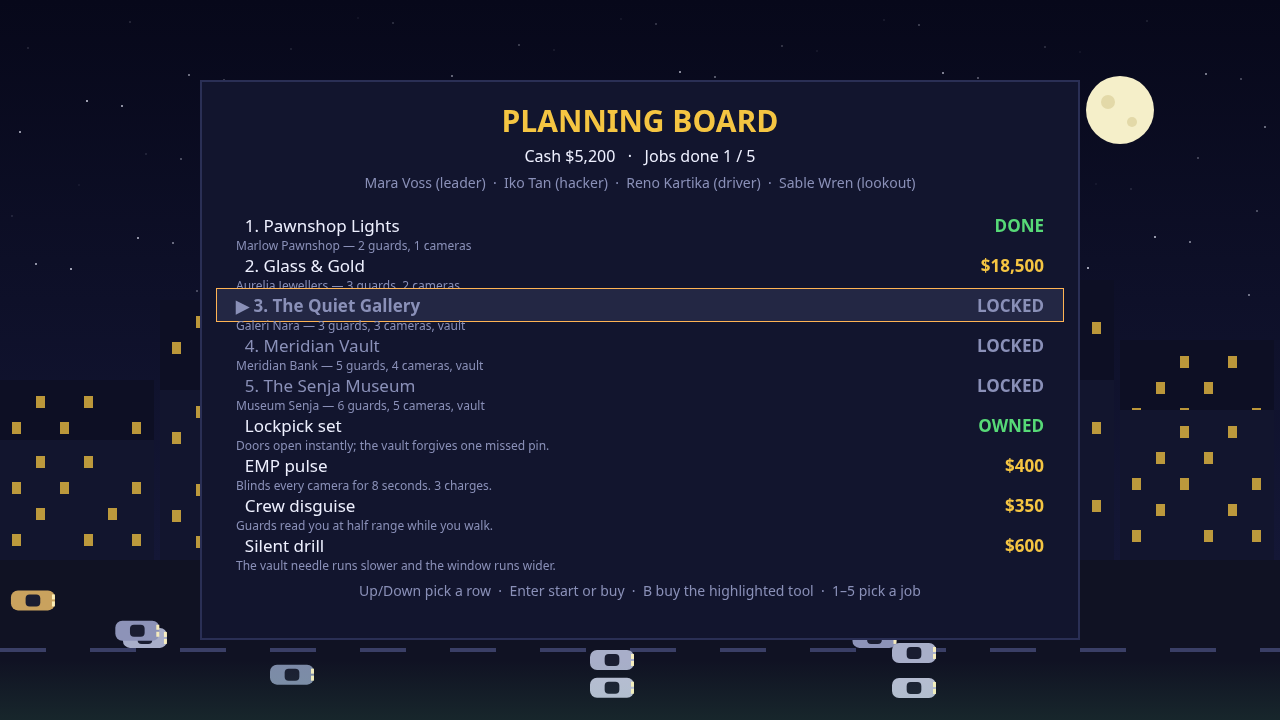 PLANNING BOARD
Cash $5,200 · Jobs done 1 / 5
Mara Voss (leader) · Iko Tan (hacker) · Reno Kartika (driver) · Sable Wren (lookout)
1. Pawnshop Lights DONE
Marlow Pawnshop — 2 guards, 1 cameras
2. Glass & Gold $18,500
Aurelia Jewellers — 3 guards, 2 cameras
▶ 3. The Quiet Gallery LOCKED
Galeri Nara — 3 guards, 3 cameras, vault
4. Meridian Vault LOCKED
Meridian Bank — 5 guards, 4 cameras, vault
5. The Senja Museum LOCKED
Museum Senja — 6 guards, 5 cameras, vault
Lockpick set OWNED
Doors open instantly; the vault forgives one missed pin.
EMP pulse $400
Blinds every camera for 8 seconds. 3 charges.
Crew disguise $350
Guards read you at half range while you walk.
Silent drill $600
The vault needle runs slower and the window runs wider.
Up/Down pick a row · Enter start or buy · B buy the highlighted tool · 1–5 pick a job